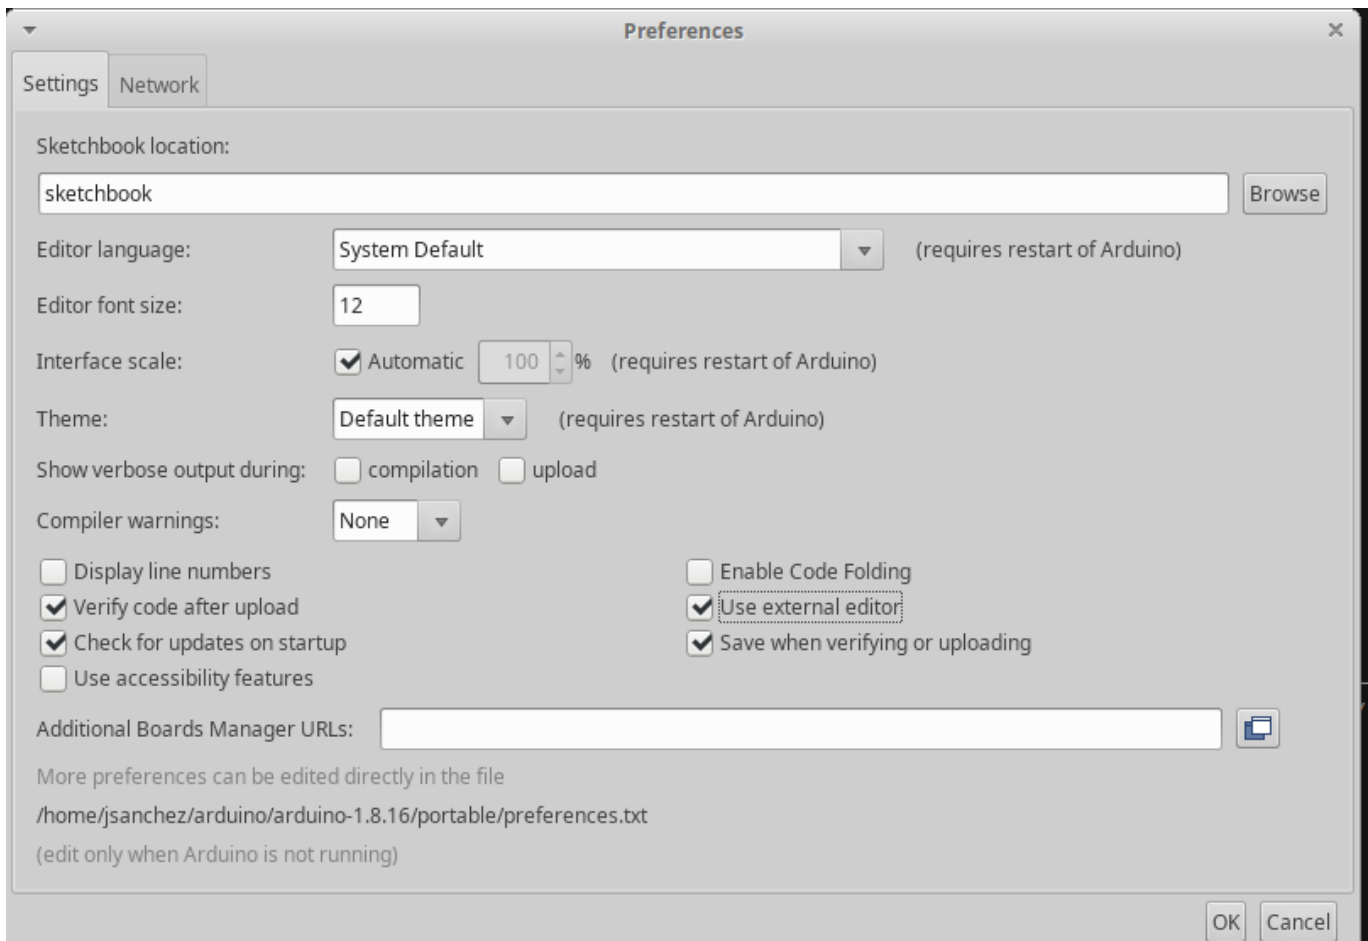 Preferences
Settings Network
Sketchbook location:
sketchbook Browse
Editor language: System Default (requires restart of Arduino)
Editor font size: 12
Interface scale: Automatic 100 % (requires restart of Arduino)
Theme: Default theme (requires restart of Arduino)
Show verbose output during: compilation upload
Compiler warnings: None
Display line numbers Enable Code Folding
Verify code after upload Use external editor
Check for updates on startup Save when verifying or uploading
Use accessibility features
Additional Boards Manager URLs:
More preferences can be edited directly in the file
/home/jsanchez/arduino/arduino-1.8.16/portable/preferences.txt
(edit only when Arduino is not running)
OK Cancel